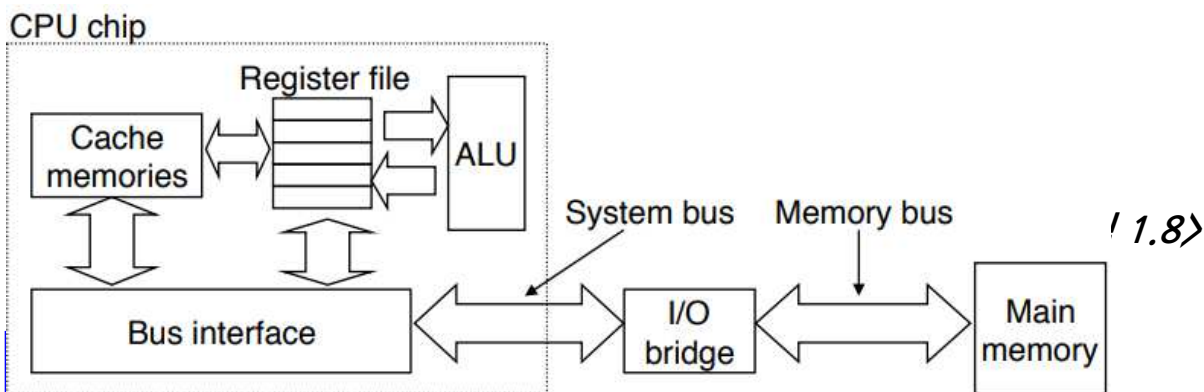 CPU chip
Register file
Cache
memories
ALU
System bus
Memory bus
1.8>
Bus interface
I/O
bridge
Main
memory